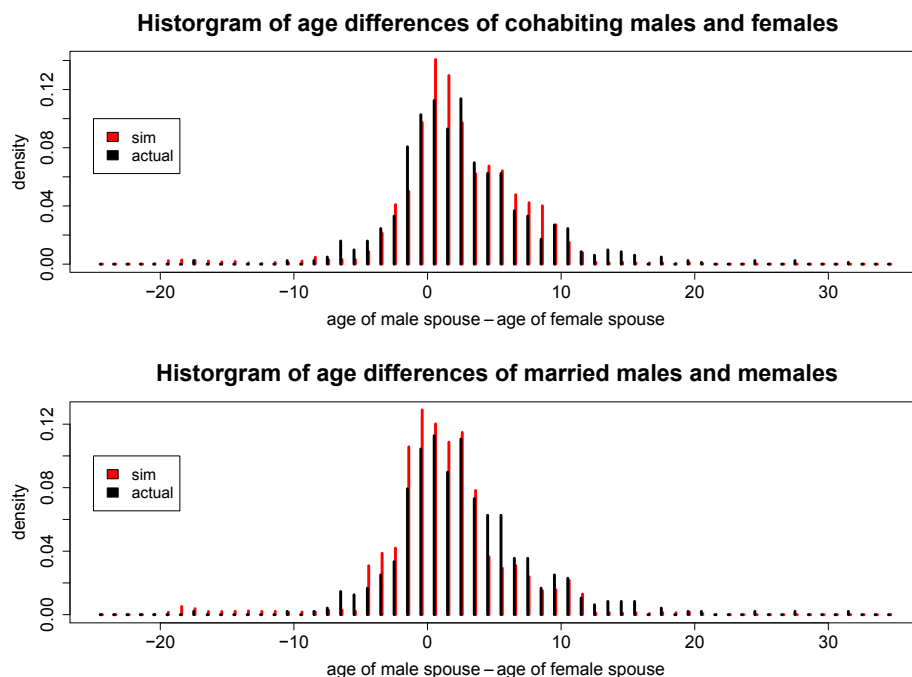 Historgram of age differences of cohabiting males and females
0.12
0.08
0.04
0.00
density
sim
actual
−20
−10
0
10
20
30
age of male spouse – age of female spouse
Historgram of age differences of married males and memales
0.12
0.08
0.04
0.00
density
sim
actual
−20
−10
0
10
20
30
age of male spouse – age of female spouse